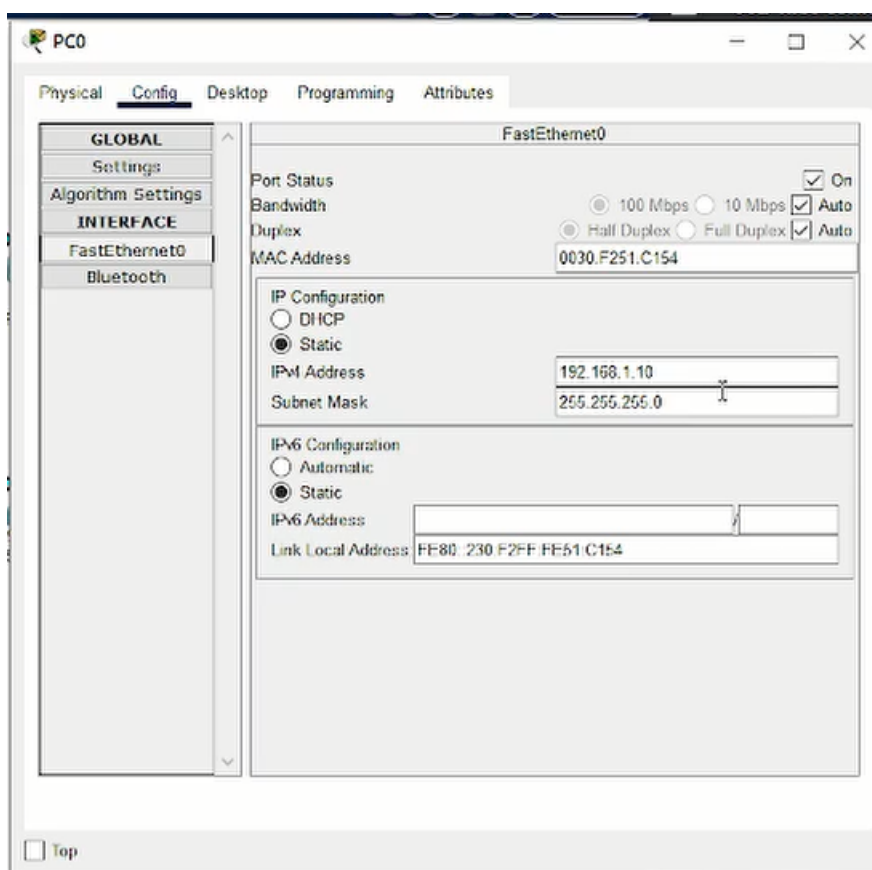 PC0
Physical Config Desktop Programming Attributes
GLOBAL
Settings
Algorithm Settings
INTERFACE
FastEthernet0
Bluetooth
FastEthernet0
Port Status On
Bandwidth 100 Mbps 10 Mbps Auto
Duplex Half Duplex Full Duplex Auto
MAC Address 0030.F251.C154
IP Configuration
DHCP
Static
IPv4 Address 192.168.1.10
Subnet Mask 255.255.255.0
IPv6 Configuration
Automatic
Static
IPv6 Address /
Link Local Address FE80::230:F2FF:FE51:C154
Top